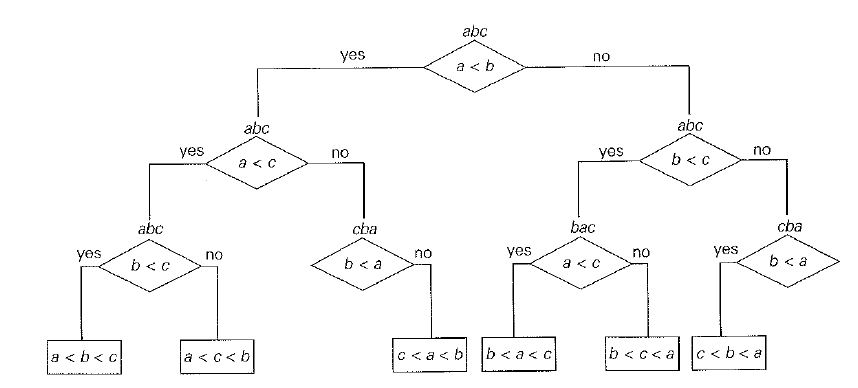 abc
yes
a < b
no
abc
abc
yes
a < c
no
yes
b < c
no
abc
cba
bac
cba
yes
b < c
no
b < a
no
yes
a < c
no
yes
b < a
a < b < c
a < c < b
c < a < b
b < a < c
b < c < a
c < b < a